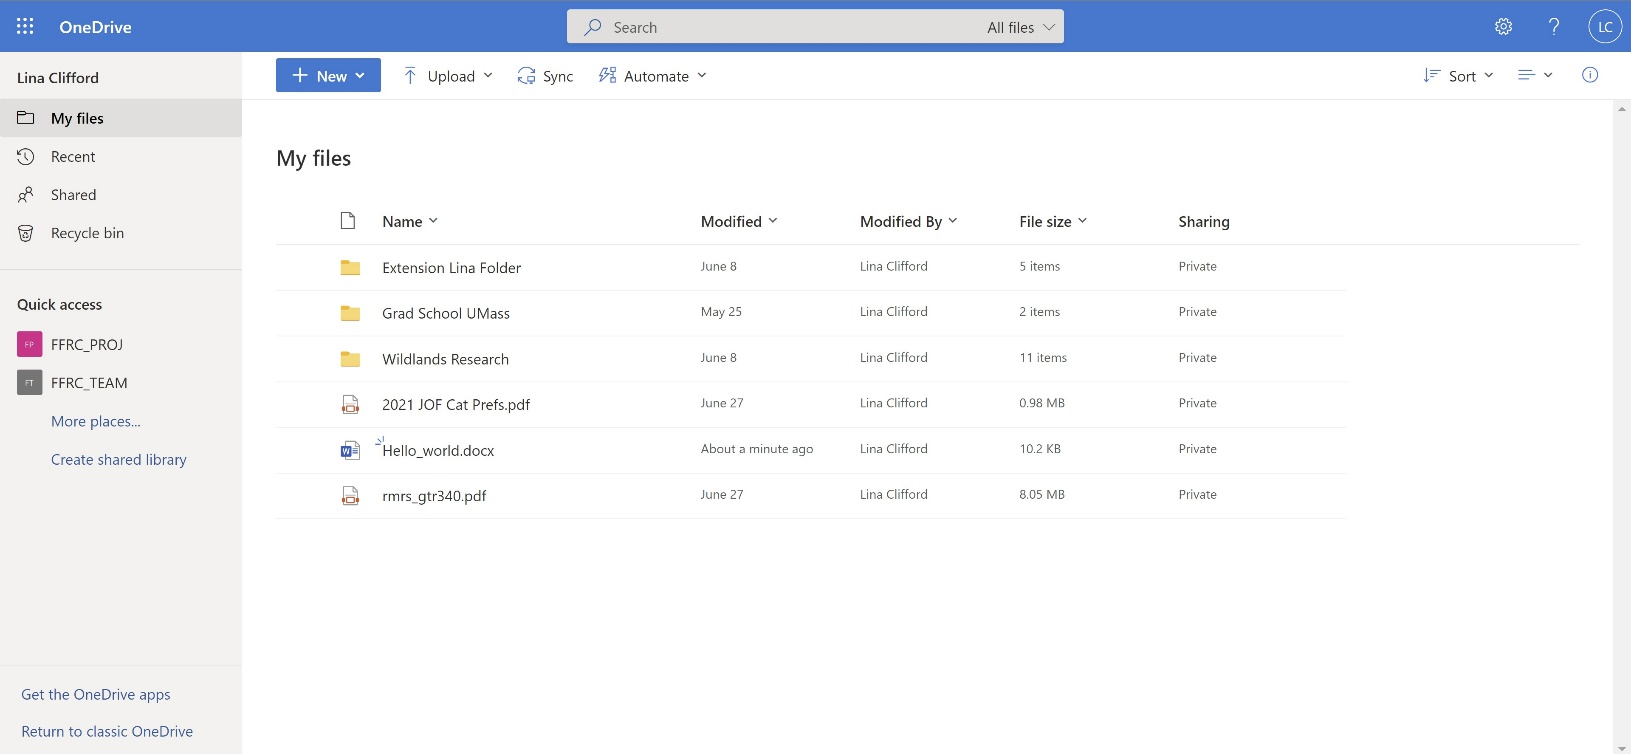 OneDrive
Search
All files
?
LC
Lina Clifford
My files
Recent
Shared
Recycle bin
Quick access
FP FFRC_PROJ
FT FFRC_TEAM
More places...
Create shared library
Get the OneDrive apps
Return to classic OneDrive
+ New Upload Sync Automate Sort
My files
Name Modified Modified By File size Sharing
Extension Lina Folder June 8 Lina Clifford 5 items Private
Grad School UMass May 25 Lina Clifford 2 items Private
Wildlands Research June 8 Lina Clifford 11 items Private
2021 JOF Cat Prefs.pdf June 27 Lina Clifford 0.98 MB Private
W Hello_world.docx About a minute ago Lina Clifford 10.2 KB Private
rmrs_gtr340.pdf June 27 Lina Clifford 8.05 MB Private